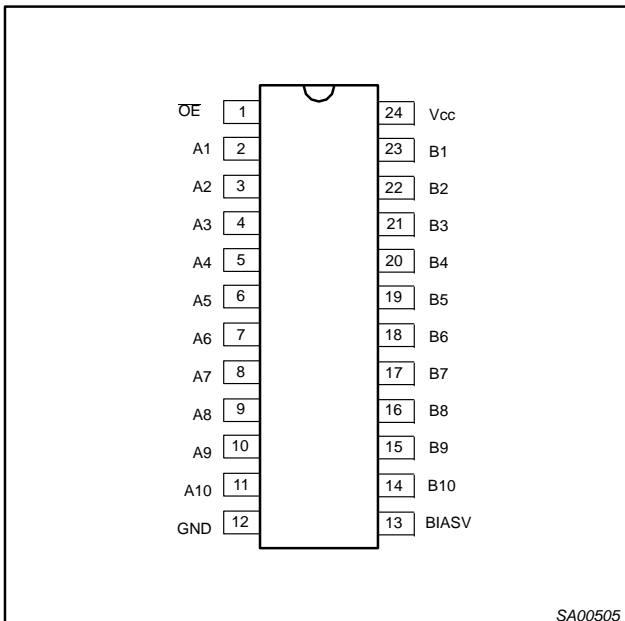 O̅E̅ 1 24 Vcc
A1 2 23 B1
A2 3 22 B2
A3 4 21 B3
A4 5 20 B4
A5 6 19 B5
A6 7 18 B6
A7 8 17 B7
A8 9 16 B8
A9 10 15 B9
A10 11 14 B10
GND 12 13 BIASV
SA00505